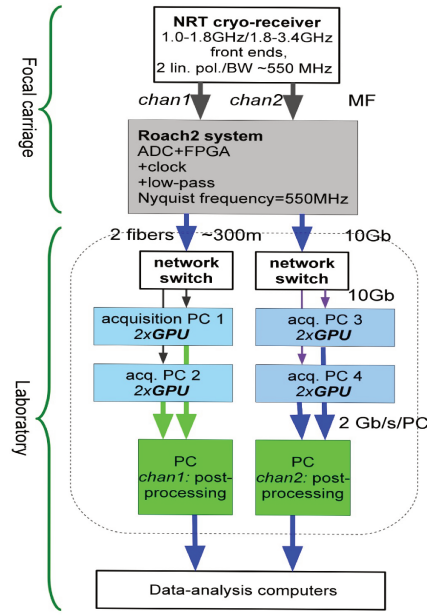 NRT cryo-receiver
1.0-1.8GHz/1.8-3.4GHz
front ends,
2 lin. pol./BW ~550 MHz
chan1 chan2 MF
Roach2 system
ADC+FPGA
+clock
+low-pass
Nyquist frequency=550MHz
Focal carriage
2 fibers ~300m 10Gb
network
switch
network
switch
10Gb
acquisition PC 1
2xGPU
acq. PC 3
2xGPU
acq. PC 2
2xGPU
acq. PC 4
2xGPU
2 Gb/s/PC
PC
chan1: post-
processing
PC
chan2: post-
processing
Laboratory
Data-analysis computers